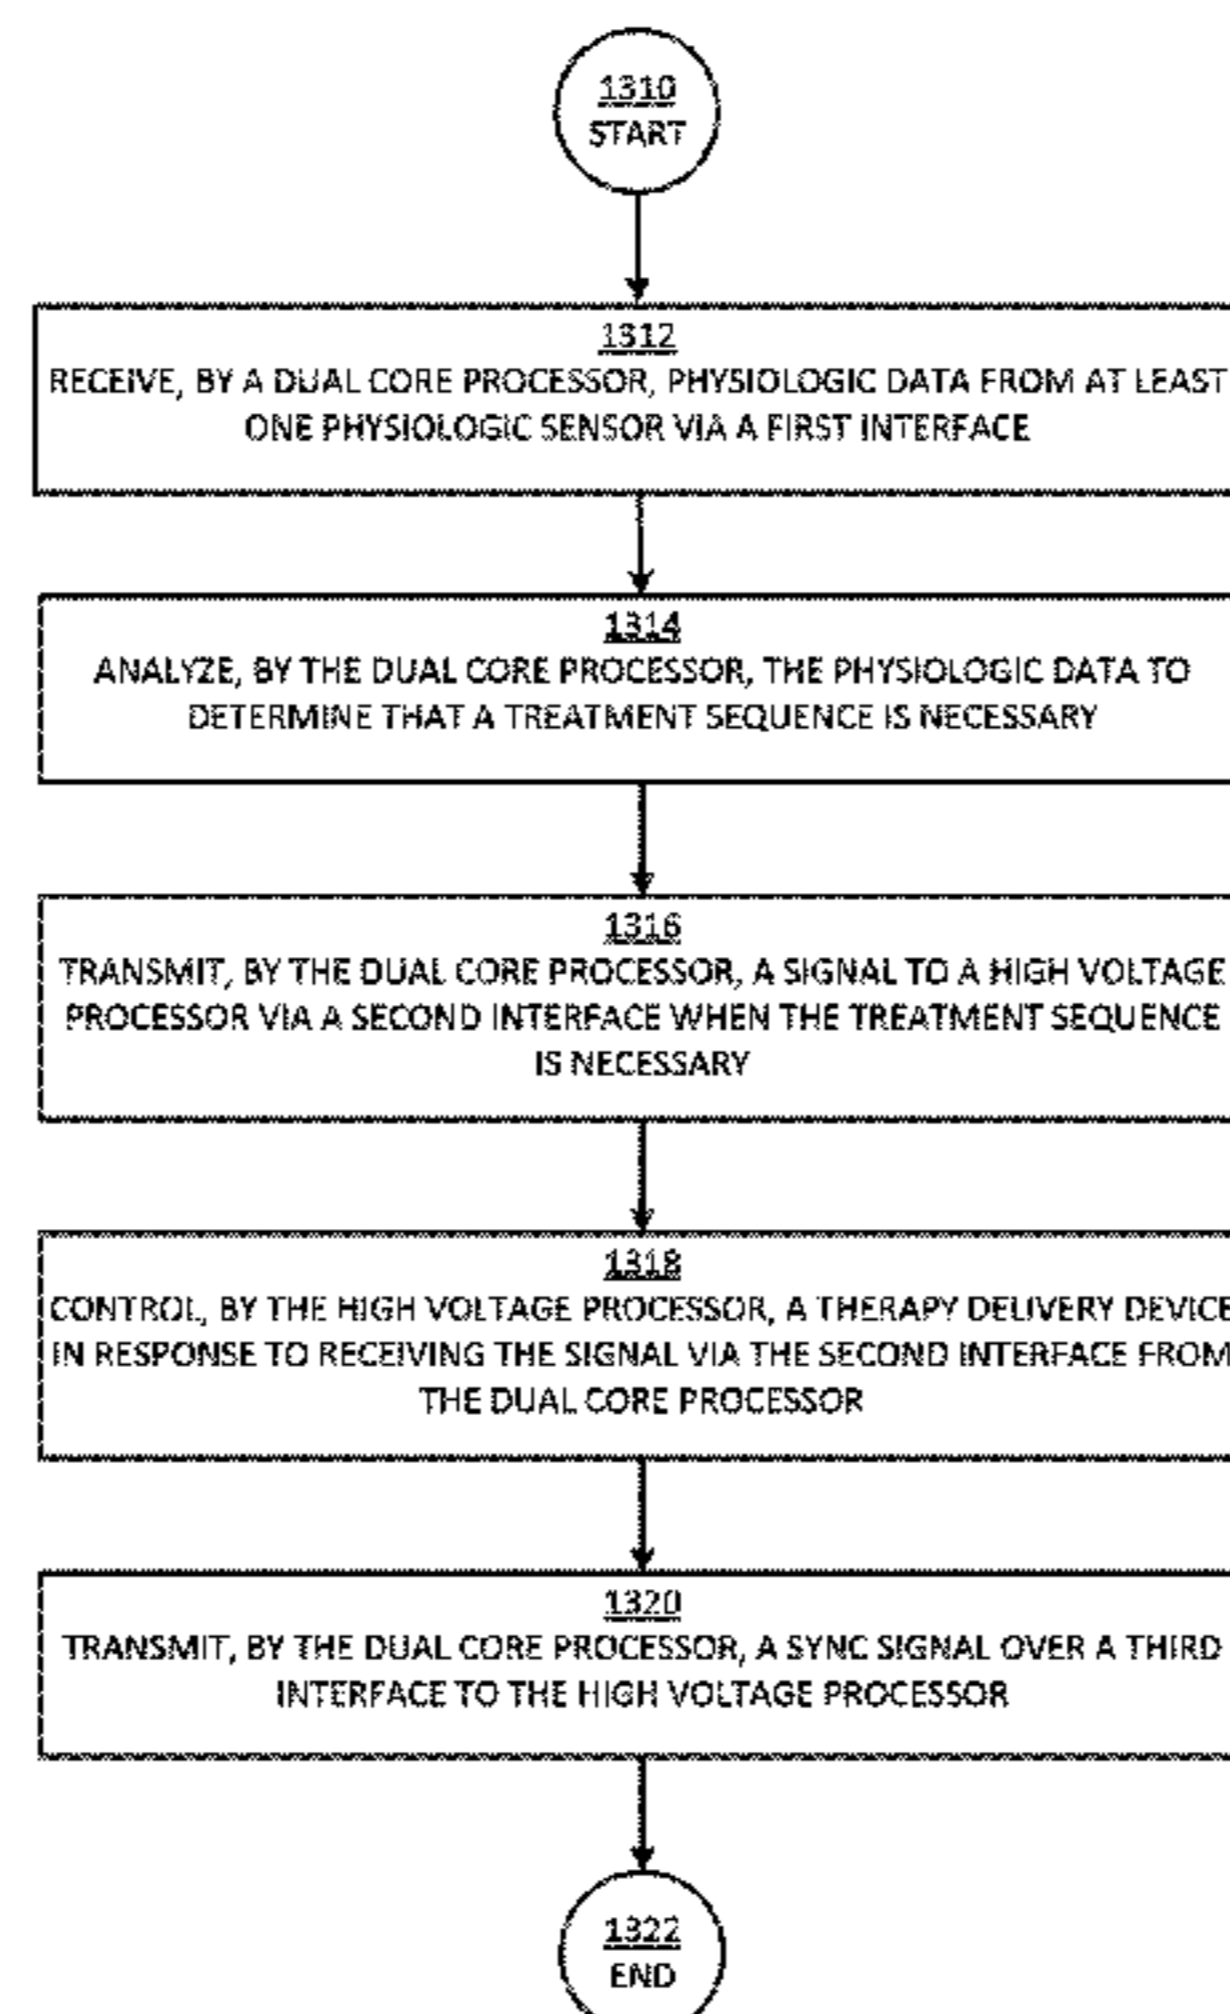 1310
START
1312
RECEIVE, BY A DUAL CORE PROCESSOR, PHYSIOLOGIC DATA FROM AT LEAST
ONE PHYSIOLOGIC SENSOR VIA A FIRST INTERFACE
1314
ANALYZE, BY THE DUAL CORE PROCESSOR, THE PHYSIOLOGIC DATA TO
DETERMINE THAT A TREATMENT SEQUENCE IS NECESSARY
1316
TRANSMIT, BY THE DUAL CORE PROCESSOR, A SIGNAL TO A HIGH VOLTAGE
PROCESSOR VIA A SECOND INTERFACE WHEN THE TREATMENT SEQUENCE
IS NECESSARY
1318
CONTROL, BY THE HIGH VOLTAGE PROCESSOR, A THERAPY DELIVERY DEVICE
IN RESPONSE TO RECEIVING THE SIGNAL VIA THE SECOND INTERFACE FROM
THE DUAL CORE PROCESSOR
1320
TRANSMIT, BY THE DUAL CORE PROCESSOR, A SYNC SIGNAL OVER A THIRD
INTERFACE TO THE HIGH VOLTAGE PROCESSOR
1322
END